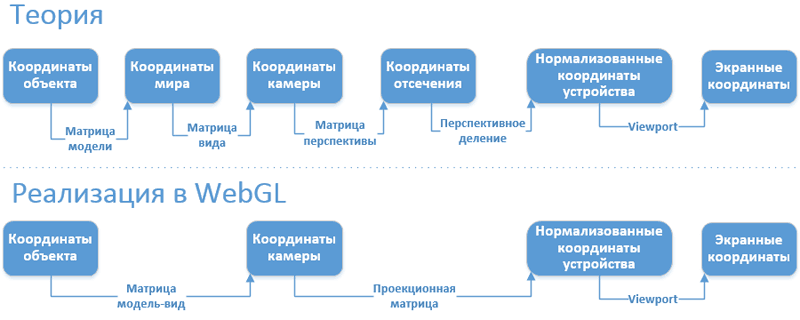 Теория
Координаты
объекта
Координаты
мира
Координаты
камеры
Координаты
отсечения
Нормализованные
координаты
устройства
Экранные
координаты
Матрица
модели
Матрица
вида
Матрица
перспективы
Перспективное
деление
Viewport
Реализация в WebGL
Координаты
объекта
Координаты
камеры
Нормализованные
координаты
устройства
Экранные
координаты
Матрица
модель-вид
Проекционная
матрица
Viewport